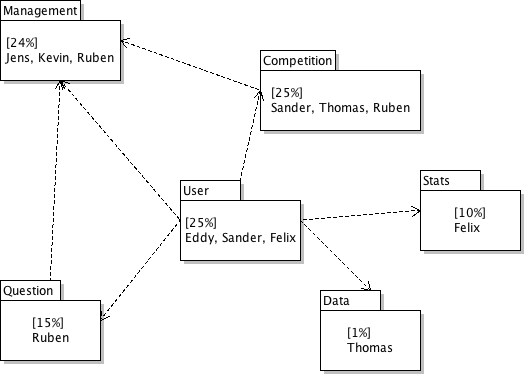 Management
[24%]
Jens, Kevin, Ruben
Competition
[25%]
Sander, Thomas, Ruben
User
[25%]
Eddy, Sander, Felix
Stats
[10%]
Felix
Question
[15%]
Ruben
Data
[1%]
Thomas